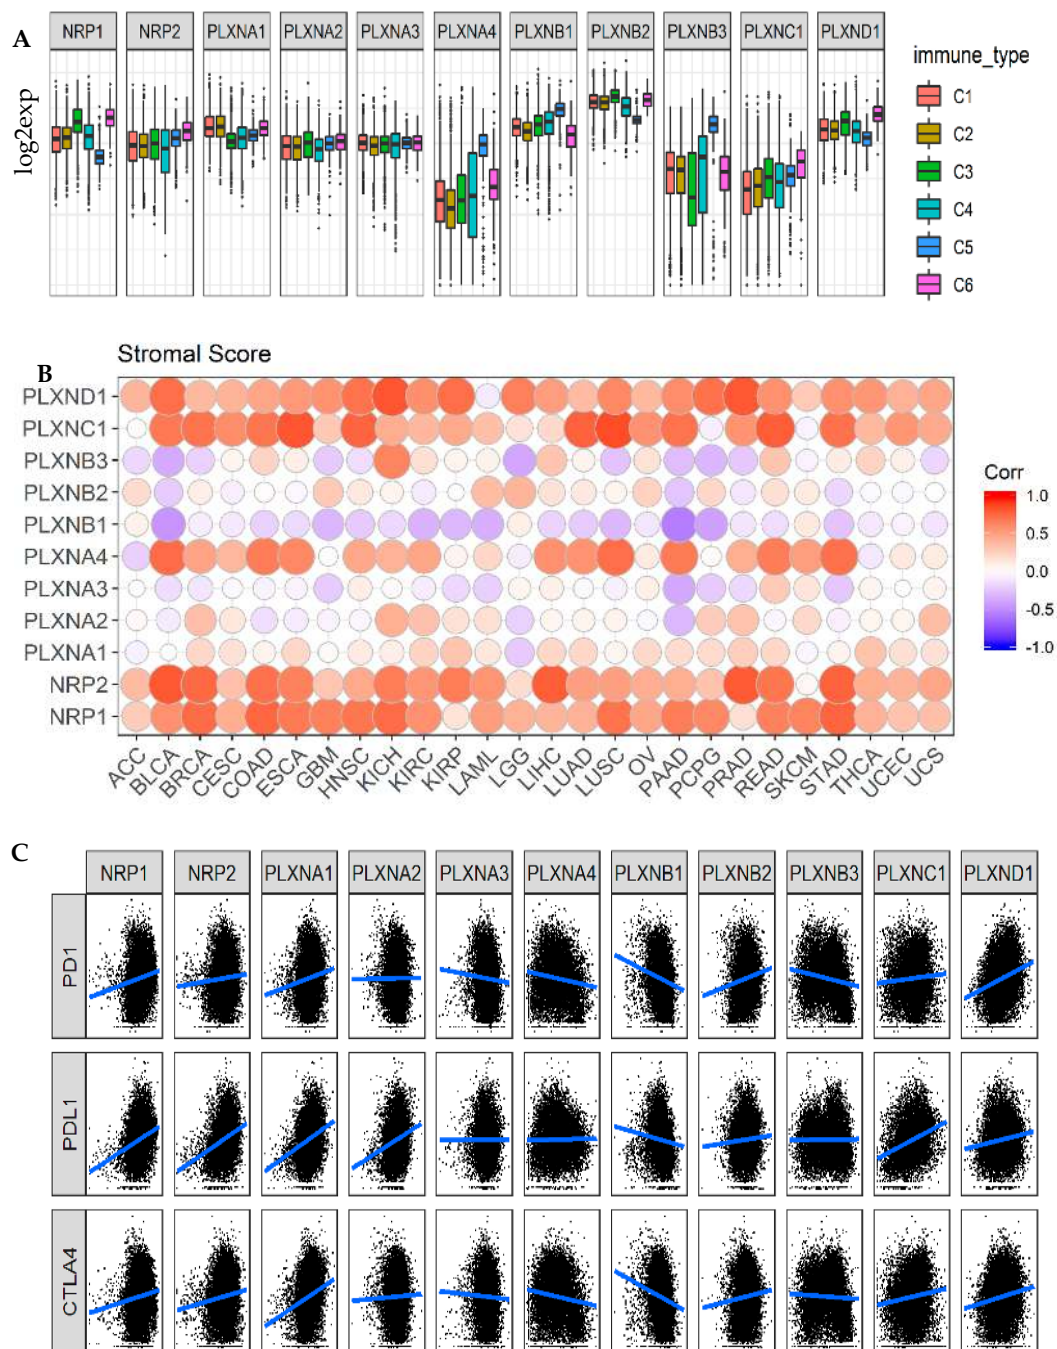 A
NRP1 NRP2 PLXNA1 PLXNA2 PLXNA3 PLXNA4 PLXNB1 PLXNB2 PLXNB3 PLXNC1 PLXND1
log2exp
immune_type
C1
C2
C3
C4
C5
C6
Stromal Score
B
PLXND1
PLXNC1
PLXNB3
PLXNB2
PLXNB1
PLXNA4
PLXNA3
PLXNA2
PLXNA1
NRP2
NRP1
ACC BLCA BRCA CESC COAD ESCA GBM HNSC KICH KIRC KIRP LAML LGG LIHC LUAD LUSC OV PAAD PCPG PRAD READ SKCM STAD THCA UCEC UCS
Corr
1.0
0.5
0.0
-0.5
-1.0
C
NRP1 NRP2 PLXNA1 PLXNA2 PLXNA3 PLXNA4 PLXNB1 PLXNB2 PLXNB3 PLXNC1 PLXND1
PD1
PDL1
CTLA4